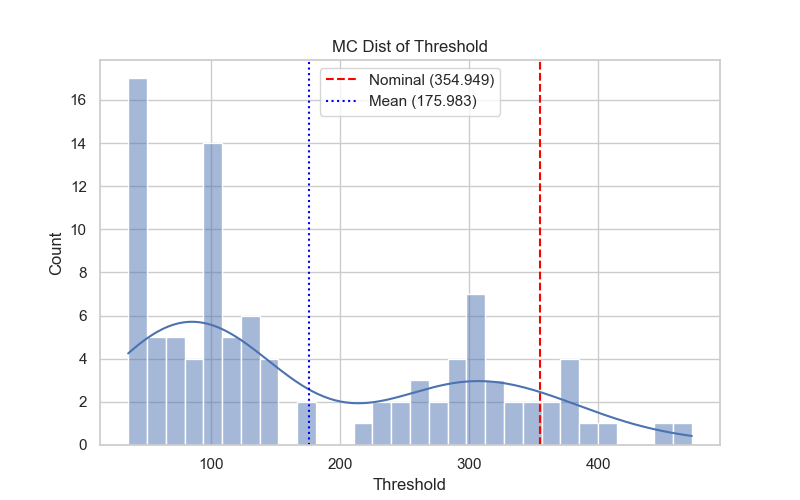 MC Dist of Threshold
Nominal (354.949)
Mean (175.983)
Count
16
14
12
10
8
6
4
2
0
100
200
300
400
Threshold